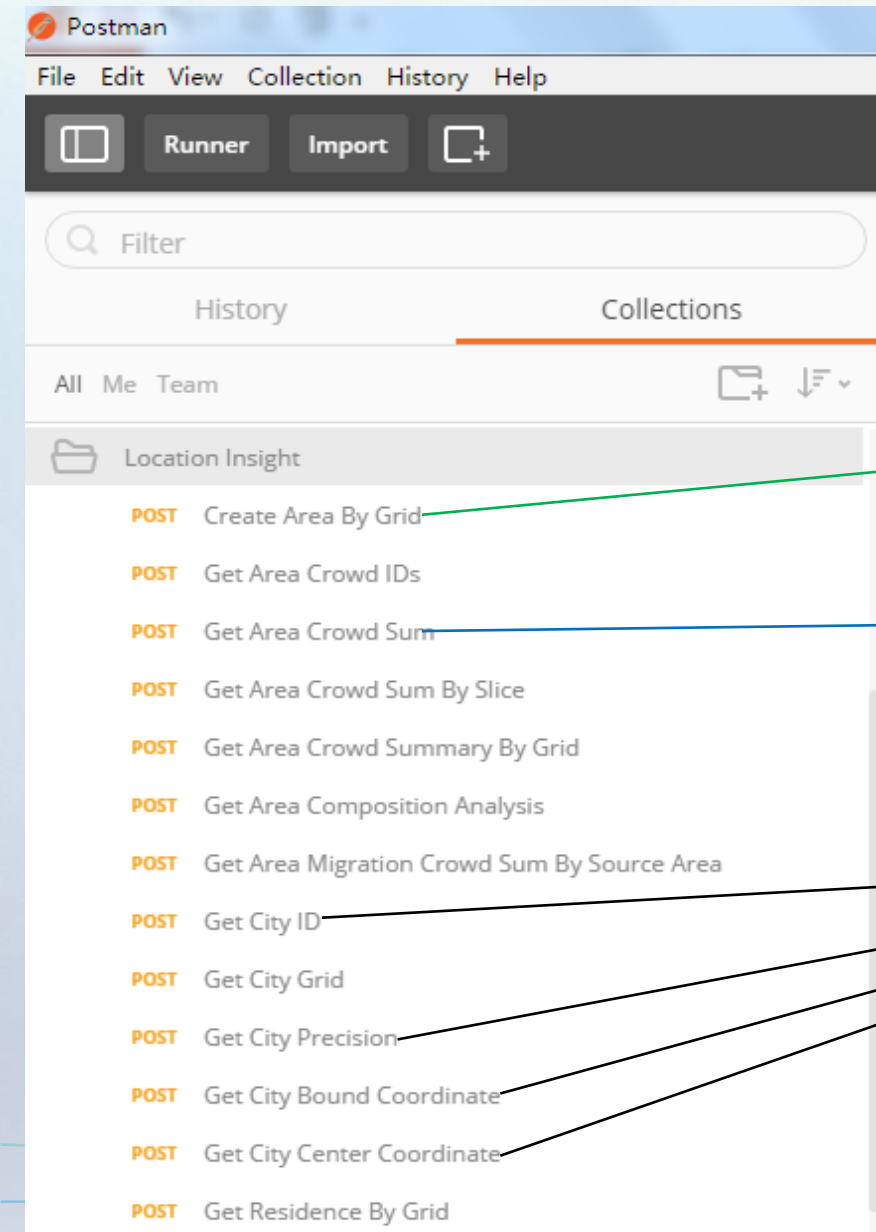 Postman
File Edit View Collection History Help
Runner Import
Filter
History Collections
All Me Team
Location Insight
POST Create Area By Grid
POST Get Area Crowd IDs
POST Get Area Crowd Sum
POST Get Area Crowd Sum By Slice
POST Get Area Crowd Summary By Grid
POST Get Area Composition Analysis
POST Get Area Migration Crowd Sum By Source Area
POST Get City ID
POST Get City Grid
POST Get City Precision
POST Get City Bound Coordinate
POST Get City Center Coordinate
POST Get Residence By Grid